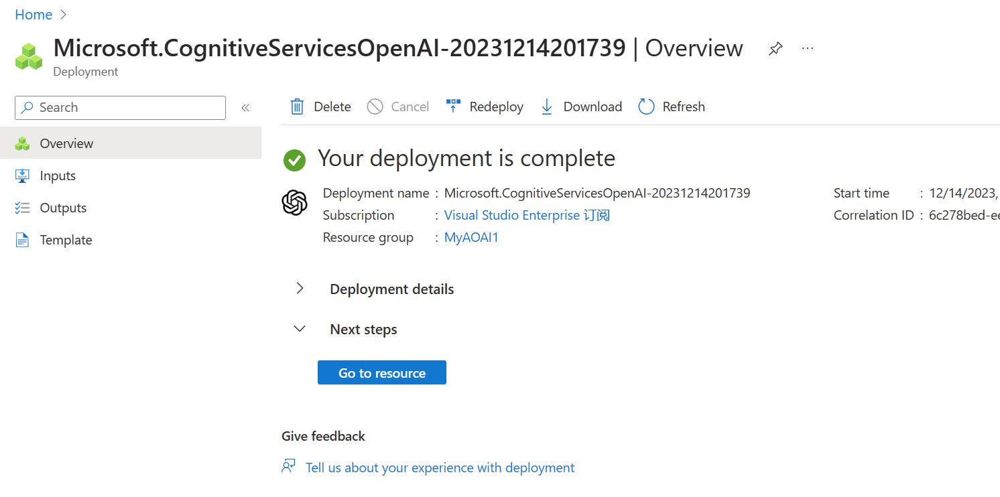 Home
Microsoft.CognitiveServicesOpenAI-20231214201739 | Overview
Deployment
Search
Delete
Cancel
Redeploy
Download
Refresh
Overview
Inputs
Outputs
Template
Your deployment is complete
Deployment name : Microsoft.CognitiveServicesOpenAI-20231214201739
Subscription : Visual Studio Enterprise 订阅
Resource group : MyAOAI1
Start time : 12/14/2023,
Correlation ID : 6c278bed-ee
Deployment details
Next steps
Go to resource
Give feedback
Tell us about your experience with deployment